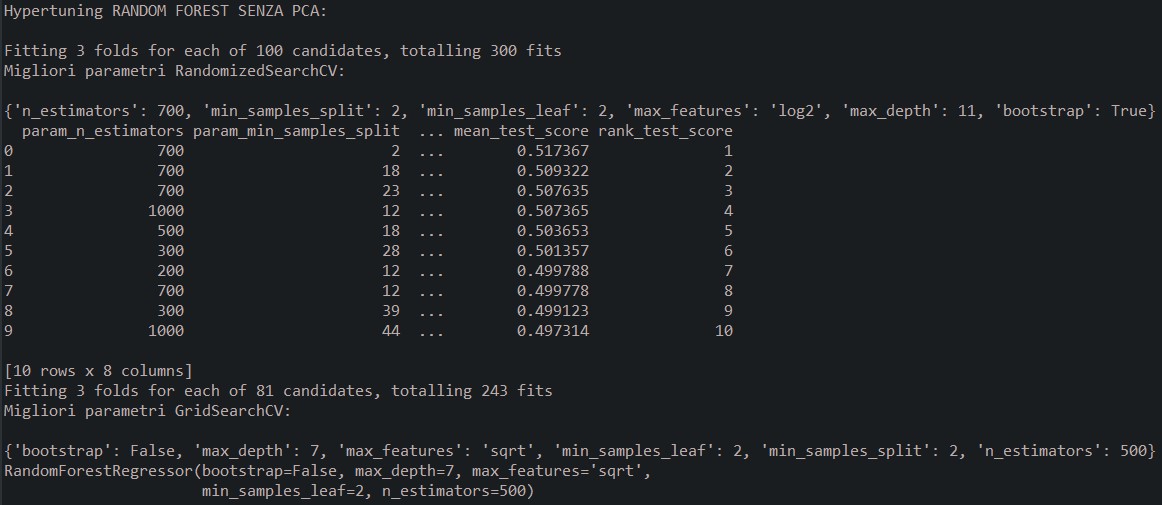 Hypertuning RANDOM FOREST SENZA PCA:
Fitting 3 folds for each of 100 candidates, totalling 300 fits
Migliori parametri RandomizedSearchCV:
{'n_estimators': 700, 'min_samples_split': 2, 'min_samples_leaf': 2, 'max_features': 'log2', 'max_depth': 11, 'bootstrap': True}
param_n_estimators param_min_samples_split ... mean_test_score rank_test_score
0 700 2 ... 0.517367 1
1 700 18 ... 0.509322 2
2 700 23 ... 0.507635 3
3 1000 12 ... 0.507365 4
4 500 18 ... 0.503653 5
5 300 28 ... 0.501357 6
6 200 12 ... 0.499788 7
7 700 12 ... 0.499778 8
8 300 39 ... 0.499123 9
9 1000 44 ... 0.497314 10
[10 rows x 8 columns]
Fitting 3 folds for each of 81 candidates, totalling 243 fits
Migliori parametri GridSearchCV:
{'bootstrap': False, 'max_depth': 7, 'max_features': 'sqrt', 'min_samples_leaf': 2, 'min_samples_split': 2, 'n_estimators': 500}
RandomForestRegressor(bootstrap=False, max_depth=7, max_features='sqrt',
min_samples_leaf=2, n_estimators=500)